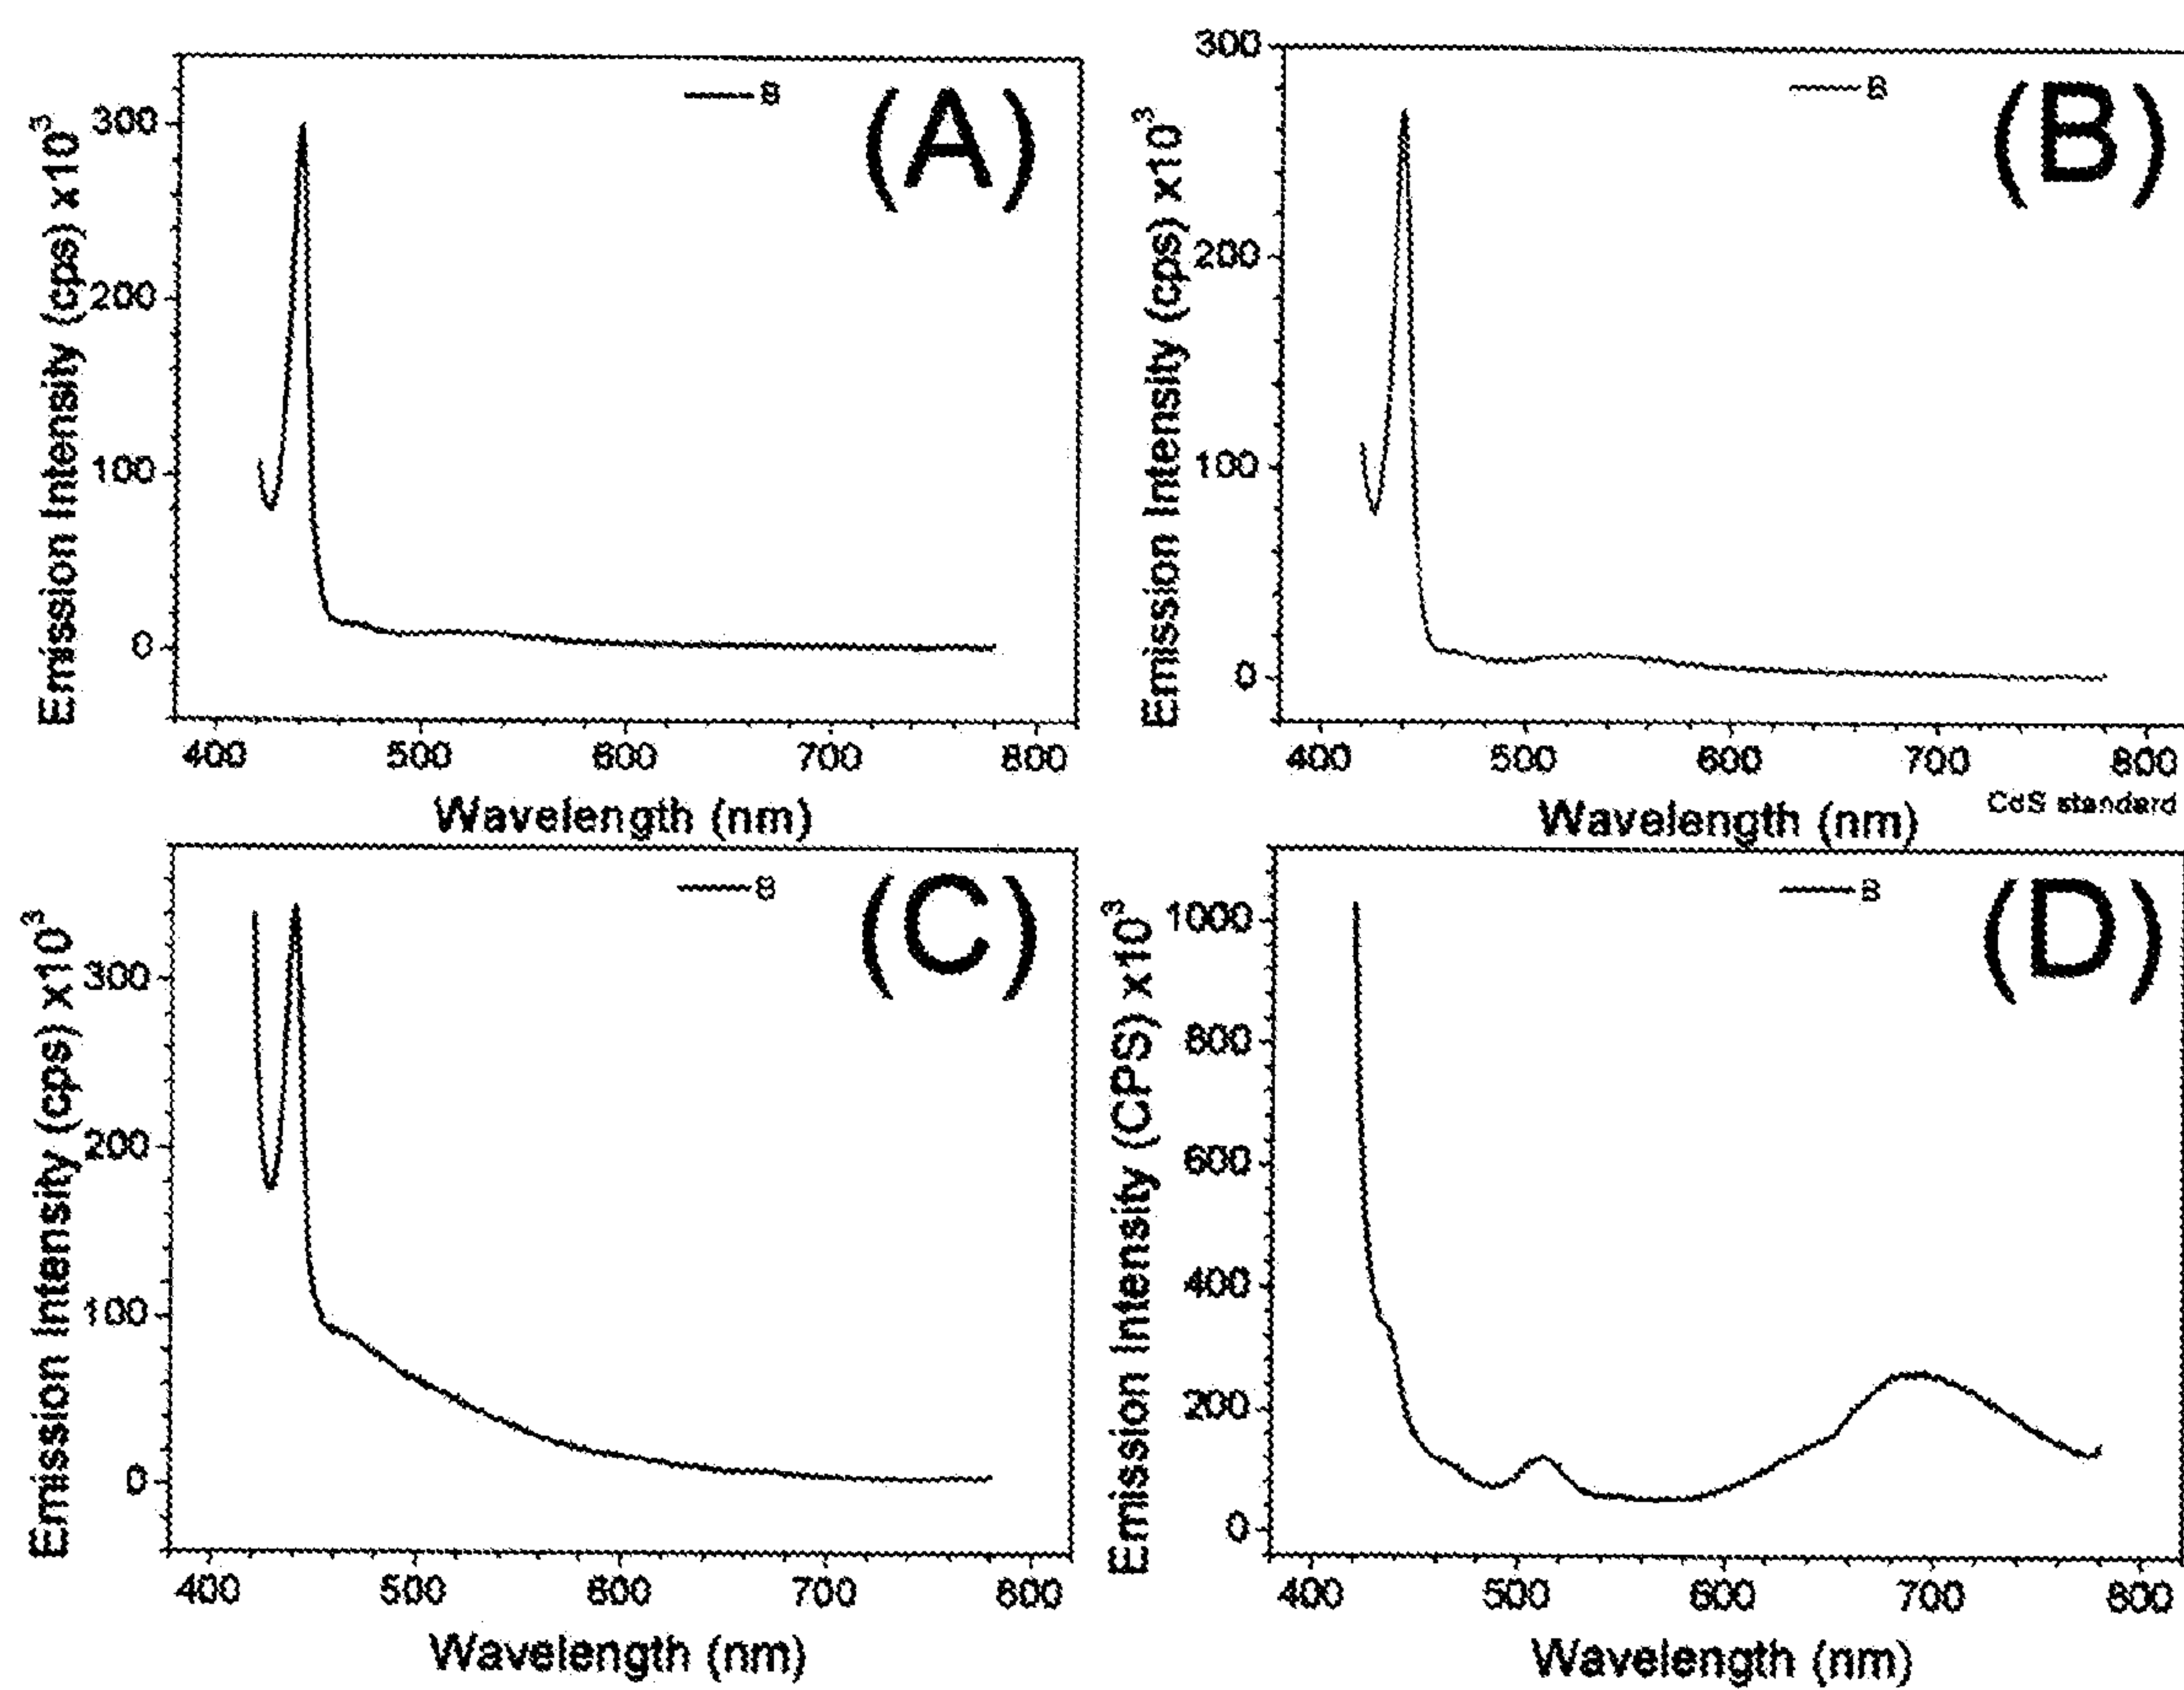 (A)
B
Emission Intensity (cps) x10³
300
200
100
0
400 500 600 700 800
Wavelength (nm)
(B)
B
Emission Intensity (cps) x10³
300
200
100
0
400 500 600 700 800
Wavelength (nm)
CdS standard
(C)
B
Emission Intensity (cps) x10³
300
200
100
0
400 500 600 700 800
Wavelength (nm)
(D)
B
Emission Intensity (CPS) x10³
1000
800
600
400
200
0
400 500 600 700 800
Wavelength (nm)